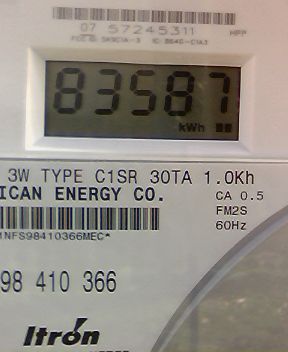 07 57245311
83587
kWh
3W TYPE C1SR 30TA 1.0Kh
ICAN ENERGY CO.
CA 0.5
FM2S
60Hz
1NFS98410366MEC*
98 410 366
Itron